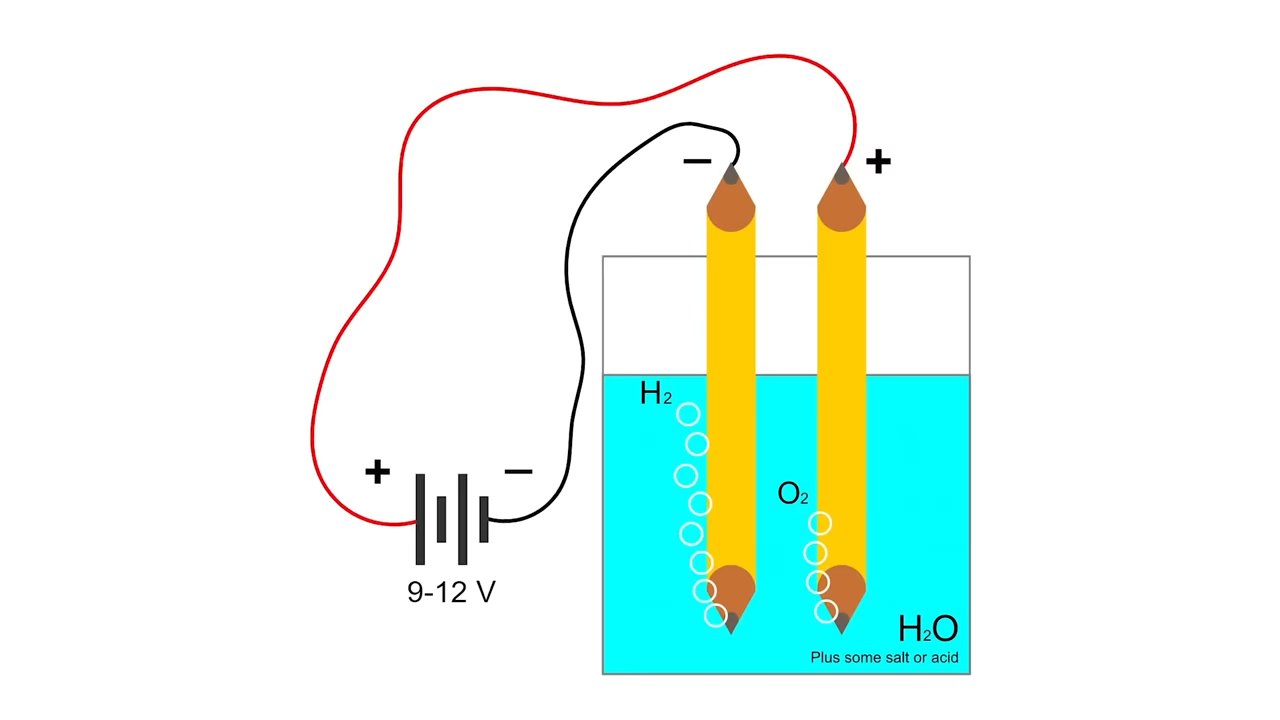 −
+
H₂
+
−
O₂
9-12 V
H₂O
Plus some salt or acid